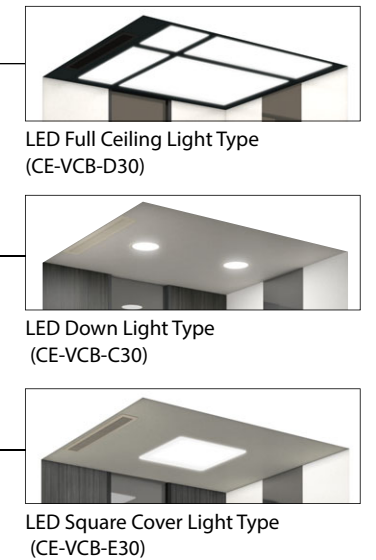 LED Full Ceiling Light Type
(CE-VCB-D30)
LED Down Light Type
(CE-VCB-C30)
LED Square Cover Light Type
(CE-VCB-E30)